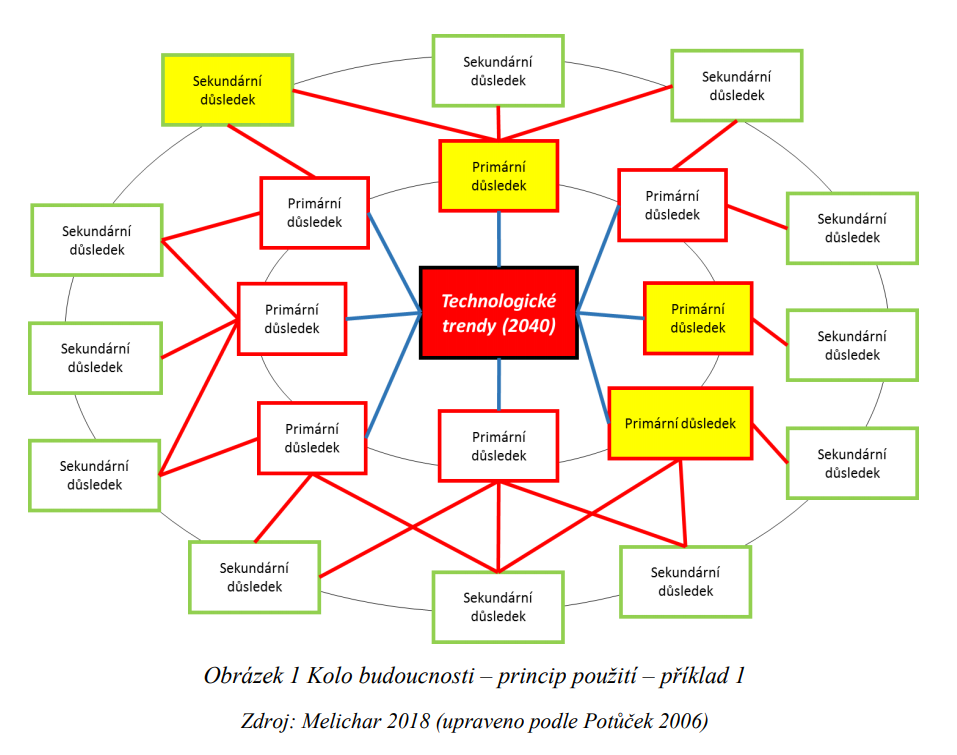 Sekundární
důsledek
Sekundární
důsledek
Sekundární
důsledek
Primární
důsledek
Primární
důsledek
Primární
důsledek
Sekundární
důsledek
Sekundární
důsledek
Technologické
trendy (2040)
Primární
důsledek
Primární
důsledek
Sekundární
důsledek
Sekundární
důsledek
Primární
důsledek
Primární
důsledek
Primární důsledek
Sekundární
důsledek
Sekundární
důsledek
Sekundární
důsledek
Sekundární
důsledek
Sekundární
důsledek
Obrázek 1 Kolo budoucnosti – princip použití – příklad 1
Zdroj: Melichar 2018 (upraveno podle Potůček 2006)